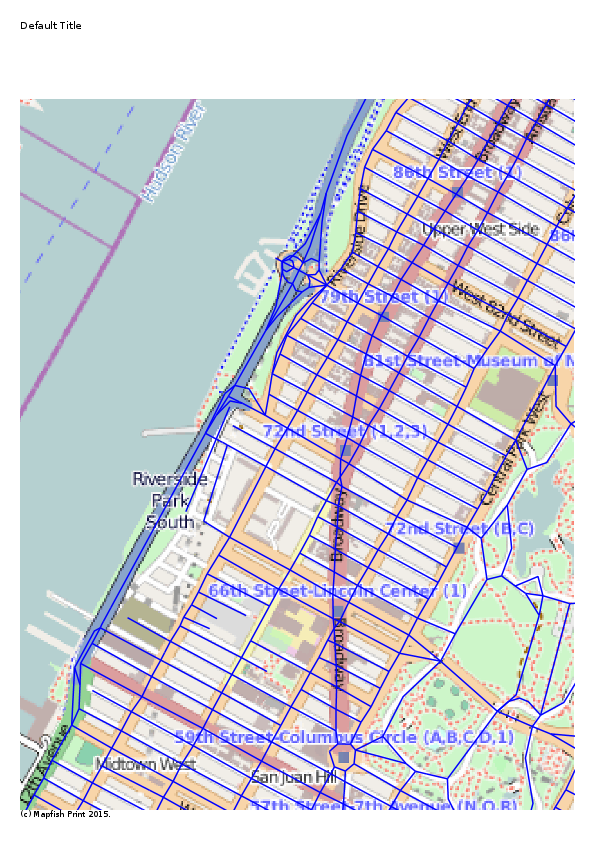 Default Title
Hudson River
West End
Broadway
86th Street (1)
Upper West Side
86th
Riverside Drive
79th Street (1)
West 82nd Street
81st Street-Museum of N
Central Park West
72nd Street (1,2,3)
Riverside
Park
South
Broadway
72nd Street (B,C)
66th Street-Lincoln Center (1)
Broadway
59th Street-Columbus Circle (A,B,C,D,1)
12th Avenue
Midtown West
San Juan Hill
57th Street-7th Avenue (N,Q,R)
(c) Mapfish Print 2015.